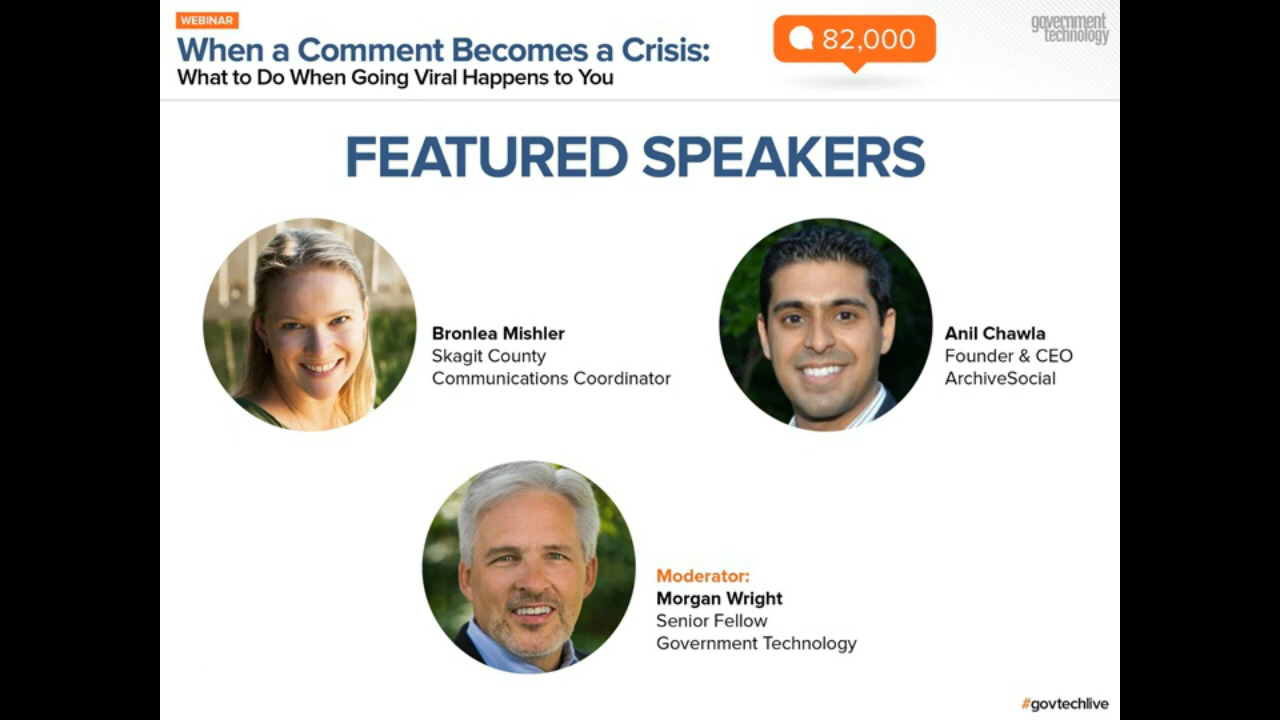 WEBINAR
When a Comment Becomes a Crisis:
What to Do When Going Viral Happens to You
82,000
government
technology
FEATURED SPEAKERS
Bronlea Mishler
Skagit County
Communications Coordinator
Anil Chawla
Founder & CEO
ArchiveSocial
Moderator:
Morgan Wright
Senior Fellow
Government Technology
#govtechlive